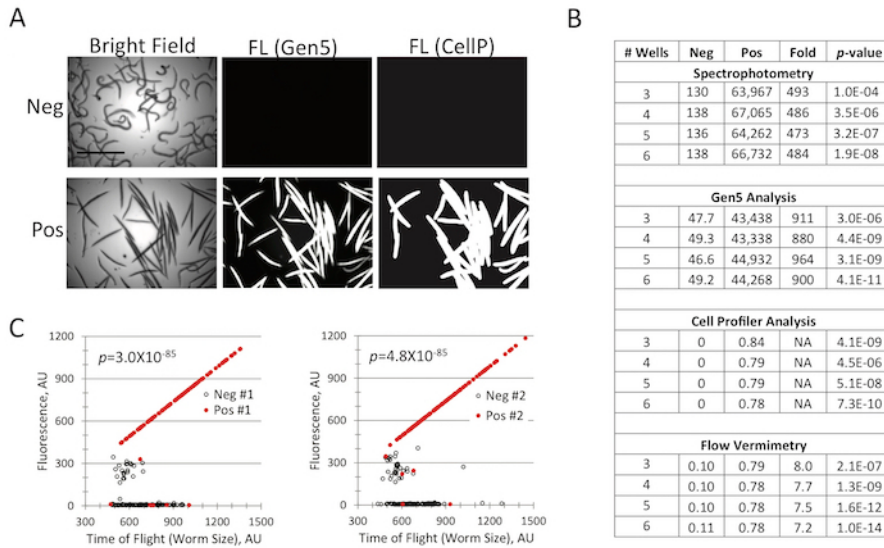 A
Bright Field FL (Gen5) FL (CellP)
Neg
Pos
B
# Wells Neg Pos Fold p-value
Spectrophotometry
3 130 63,967 493 1.0E-04
4 138 67,065 486 3.5E-06
5 136 64,262 473 3.2E-07
6 138 66,732 484 1.9E-08
Gen5 Analysis
3 47.7 43,438 911 3.0E-06
4 49.3 43,338 880 4.4E-09
5 46.6 44,932 964 3.1E-09
6 49.2 44,268 900 4.1E-11
Cell Profiler Analysis
3 0 0.84 NA 4.1E-09
4 0 0.79 NA 4.5E-06
5 0 0.79 NA 5.1E-08
6 0 0.78 NA 7.3E-10
Flow Vermimetry
3 0.10 0.79 8.0 2.1E-07
4 0.10 0.78 7.7 1.3E-09
5 0.10 0.78 7.5 1.6E-12
6 0.11 0.78 7.2 1.0E-14
C
Fluorescence, AU
1200
900
600
300
0
p=3.0X10-85
Neg #1
Pos #1
300 600 900 1200 1500
Time of Flight (Worm Size), AU
Fluorescence, AU
1200
900
600
300
0
p=4.8X10-85
Neg #2
Pos #2
300 600 900 1200 1500
Time of Flight (Worm Size), AU